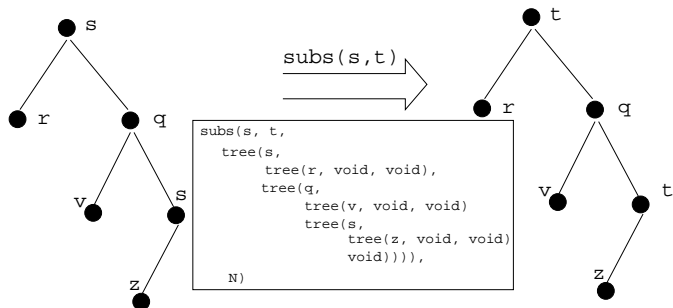 s
r
q
v
s
z
subs(s,t)
subs(s, t,
tree(s,
tree(r, void, void),
tree(q,
tree(v, void, void)
tree(s,
tree(z, void, void)
void)))),
N)
t
r
q
v
t
z